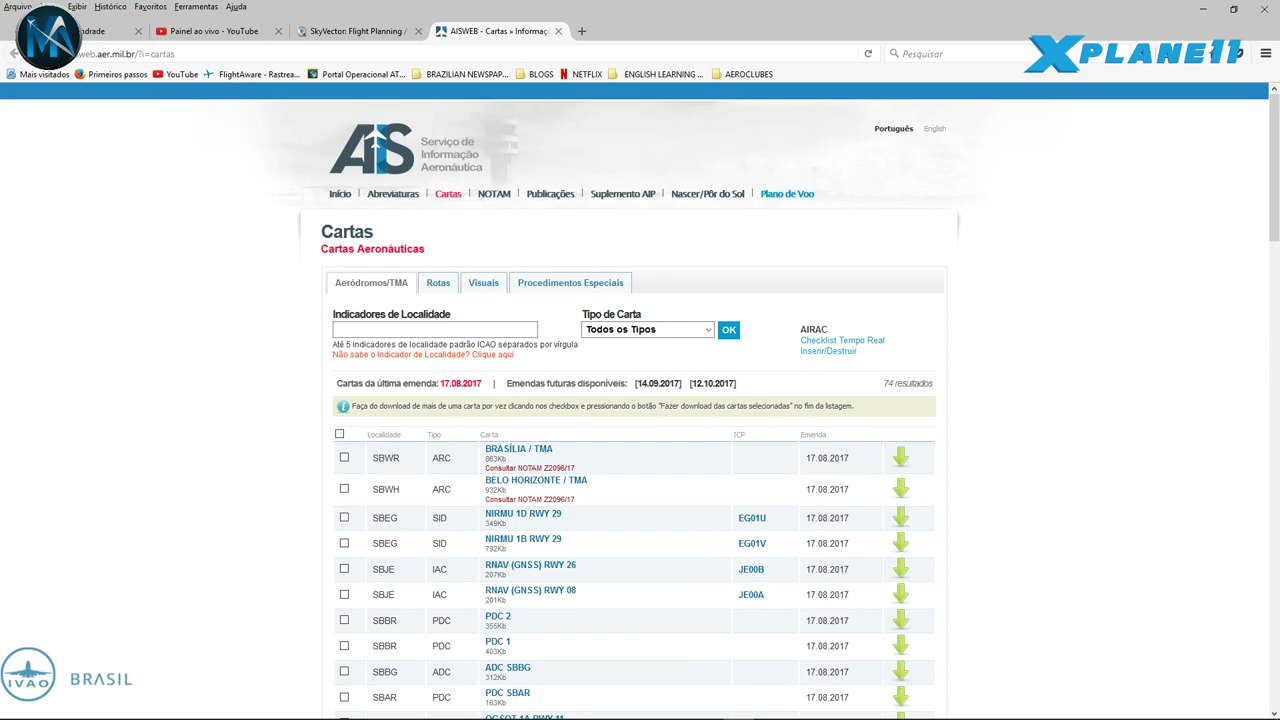 Arquivo
Exibir
Histórico
Favoritos
Ferramentas
Ajuda
MA
ndrade
Painel ao vivo - YouTube
SkyVector: Flight Planning /
AISWEB - Cartas » Informaç
web.aer.mil.br/?i=cartas
Pesquisar
XPLANE11
Mais visitados
Primeiros passos
YouTube
FlightAware - Rastrea...
Portal Operacional AT...
BRAZILIAN NEWSPAP...
BLOGS
NETFLIX
ENGLISH LEARNING ...
AEROCLUBES
AIS
Serviço de
Informação
Aeronáutica
Português
English
Início
Abreviaturas
Cartas
NOTAM
Publicações
Suplemento AIP
Nascer/Pôr do Sol
Plano de Voo
Cartas
Cartas Aeronáuticas
Aeródromos/TMA
Rotas
Visuais
Procedimentos Especiais
Indicadores de Localidade
Tipo de Carta
Todos os Tipos
OK
AIRAC
Checklist Tempo Real
Inserir/Destruir
Até 5 indicadores de localidade padrão ICAO separados por vírgula
Não sabe o Indicador de Localidade? Clique aqui
Cartas da última emenda: 17.08.2017 | Emendas futuras disponíveis: [14.09.2017] [12.10.2017]
74 resultados
Faça do download de mais de uma carta por vez clicando nos checkbox e pressionando o botão "Fazer download das cartas selecionadas" no fim da listagem.
Localidade Tipo Carta ICP Emenda
SBWR ARC BRASÍLIA / TMA 17.08.2017
863Kb
Consultar NOTAM Z2096/17
SBWH ARC BELO HORIZONTE / TMA 17.08.2017
932Kb
Consultar NOTAM Z2096/17
SBEG SID NIRMU 1D RWY 29 EG01U 17.08.2017
349Kb
SBEG SID NIRMU 1B RWY 29 EG01V 17.08.2017
792Kb
SBJE IAC RNAV (GNSS) RWY 26 JE00B 17.08.2017
207Kb
SBJE IAC RNAV (GNSS) RWY 08 JE00A 17.08.2017
201Kb
SBBR PDC PDC 2 17.08.2017
355Kb
SBBR PDC PDC 1 17.08.2017
403Kb
SBBG ADC ADC SBBG 17.08.2017
312Kb
SBAR PDC PDC SBAR 17.08.2017
163Kb
OGSOT 1A RWY 11
IVAO
BRASIL